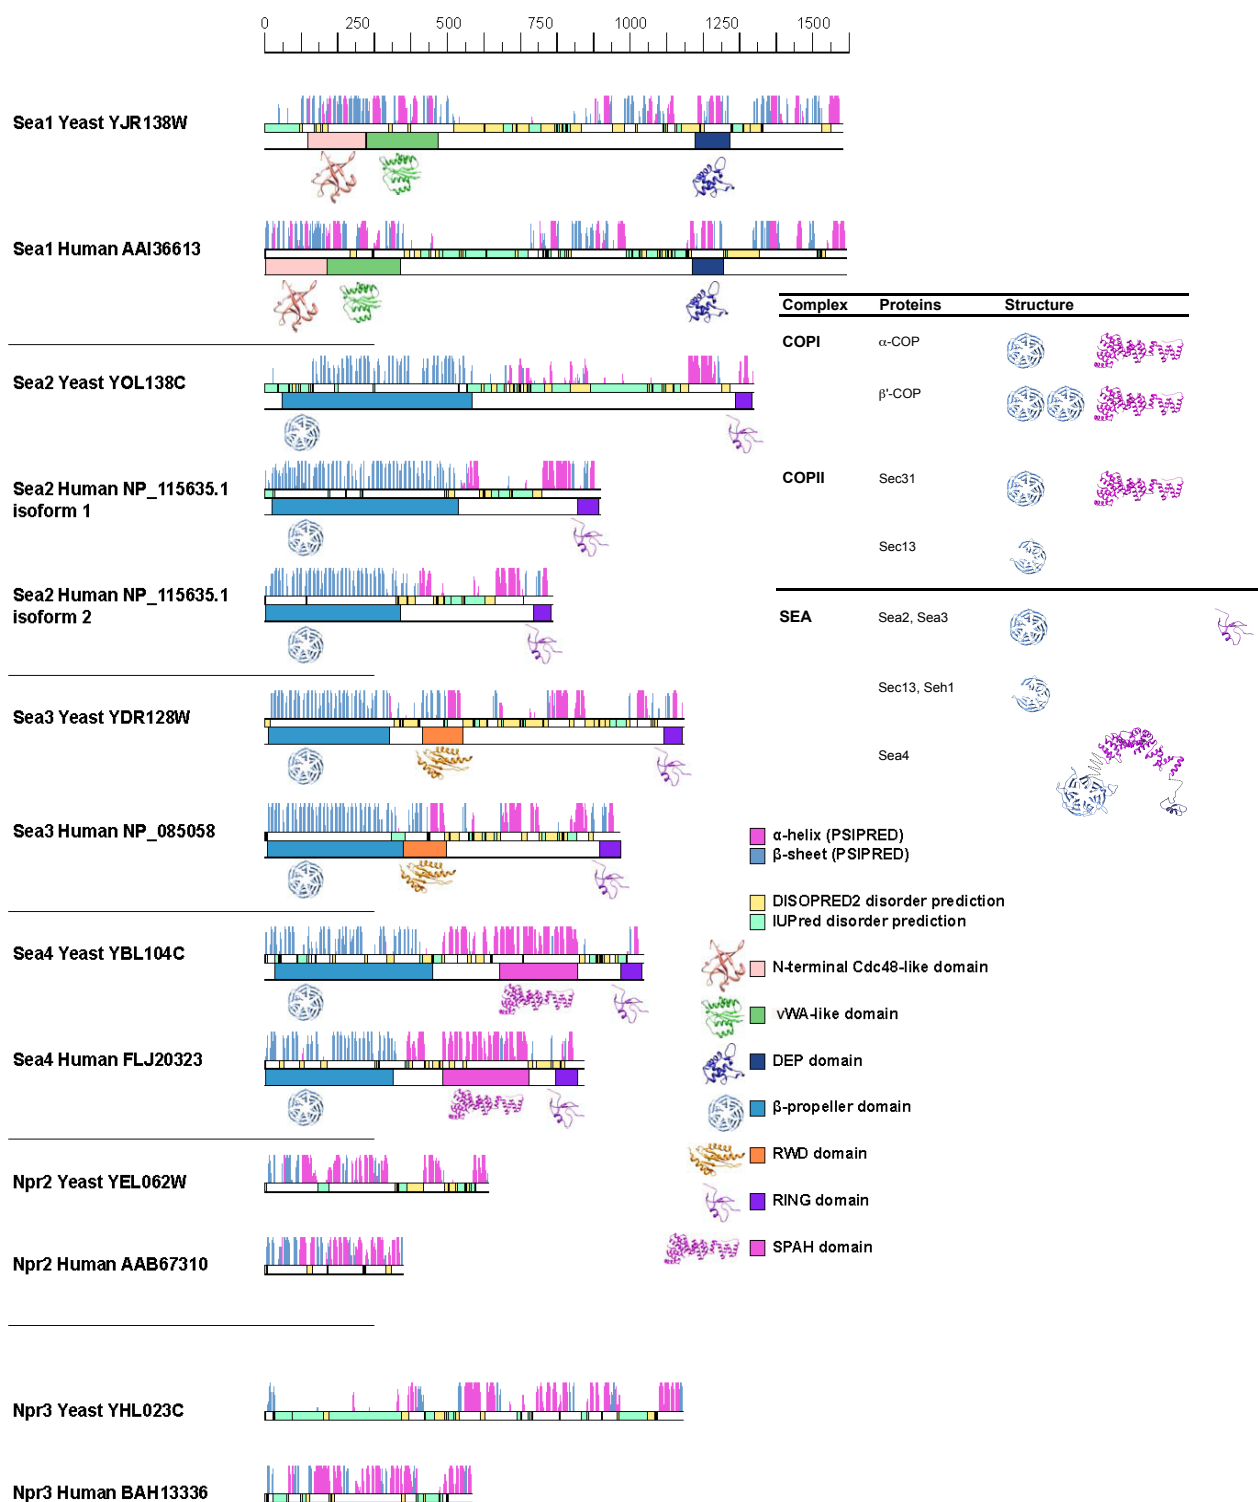 0 250 500 750 1000 1250 1500
Sea1 Yeast YJR138W
Sea1 Human AAI36613
Sea2 Yeast YOL138C
Sea2 Human NP_115635.1
isoform 1
Sea2 Human NP_115635.1
isoform 2
Sea3 Yeast YDR128W
Sea3 Human NP_085058
Sea4 Yeast YBL104C
Sea4 Human FLJ20323
Npr2 Yeast YEL062W
Npr2 Human AAB67310
Npr3 Yeast YHL023C
Npr3 Human BAH13336
Complex Proteins Structure
COPI α-COP
β'-COP
COPII Sec31
Sec13
SEA Sea2, Sea3
Sec13, Seh1
Sea4
α-helix (PSIPRED)
β-sheet (PSIPRED)
DISOPRED2 disorder prediction
IUPred disorder prediction
N-terminal Cdc48-like domain
vWA-like domain
DEP domain
β-propeller domain
RWD domain
RING domain
SPAH domain